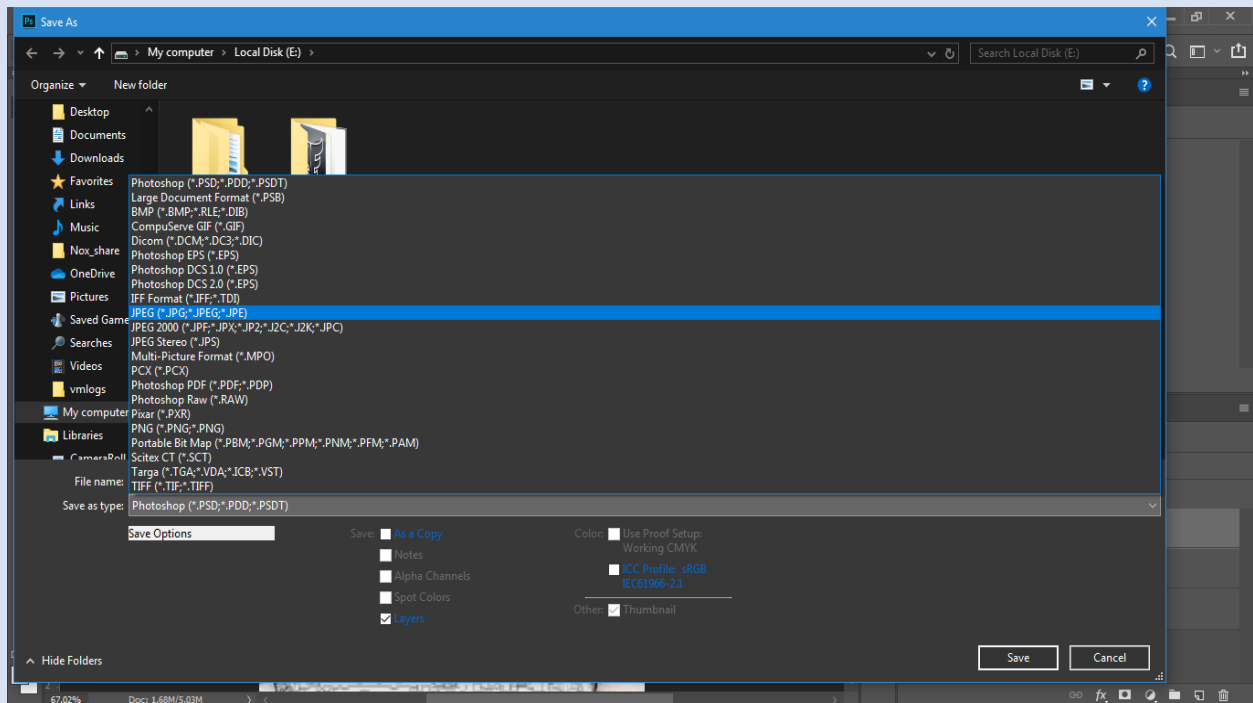 Ps Save As
My computer > Local Disk (E:) >
Search Local Disk (E:)
Organize
New folder
Desktop
Documents
Downloads
Favorites
Links
Music
Nox_share
OneDrive
Pictures
Saved Game
Searches
Videos
vmlogs
My computer
Libraries
CameraRoll
Photoshop (*.PSD;*.PDD;*.PSDT)
Large Document Format (*.PSB)
BMP (*.BMP;*.RLE;*.DIB)
CompuServe GIF (*.GIF)
Dicom (*.DCM;*.DC3;*.DIC)
Photoshop EPS (*.EPS)
Photoshop DCS 1.0 (*.EPS)
Photoshop DCS 2.0 (*.EPS)
IFF Format (*.IFF;*.TDI)
JPEG (*.JPG;*.JPEG;*.JPE)
JPEG 2000 (*.JPF;*.JPX;*.JP2;*.J2C;*.J2K;*.JPC)
JPEG Stereo (*.JPS)
Multi-Picture Format (*.MPO)
PCX (*.PCX)
Photoshop PDF (*.PDF;*.PDP)
Photoshop Raw (*.RAW)
Pixar (*.PXR)
PNG (*.PNG;*.PNG)
Portable Bit Map (*.PBM;*.PGM;*.PPM;*.PNM;*.PFM;*.PAM)
Scitex CT (*.SCT)
Targa (*.TGA;*.VDA;*.ICB;*.VST)
TIFF (*.TIF;*.TIFF)
File name:
Save as type: Photoshop (*.PSD;*.PDD;*.PSDT)
Save Options
Save: As a Copy
Notes
Alpha Channels
Spot Colors
Layers
Color: Use Proof Setup:
Working CMYK
ICC Profile: sRGB
IEC61966-2.1
Other: Thumbnail
Hide Folders
Save
Cancel
67.02%
Doc: 1.68M/5.03M
fx